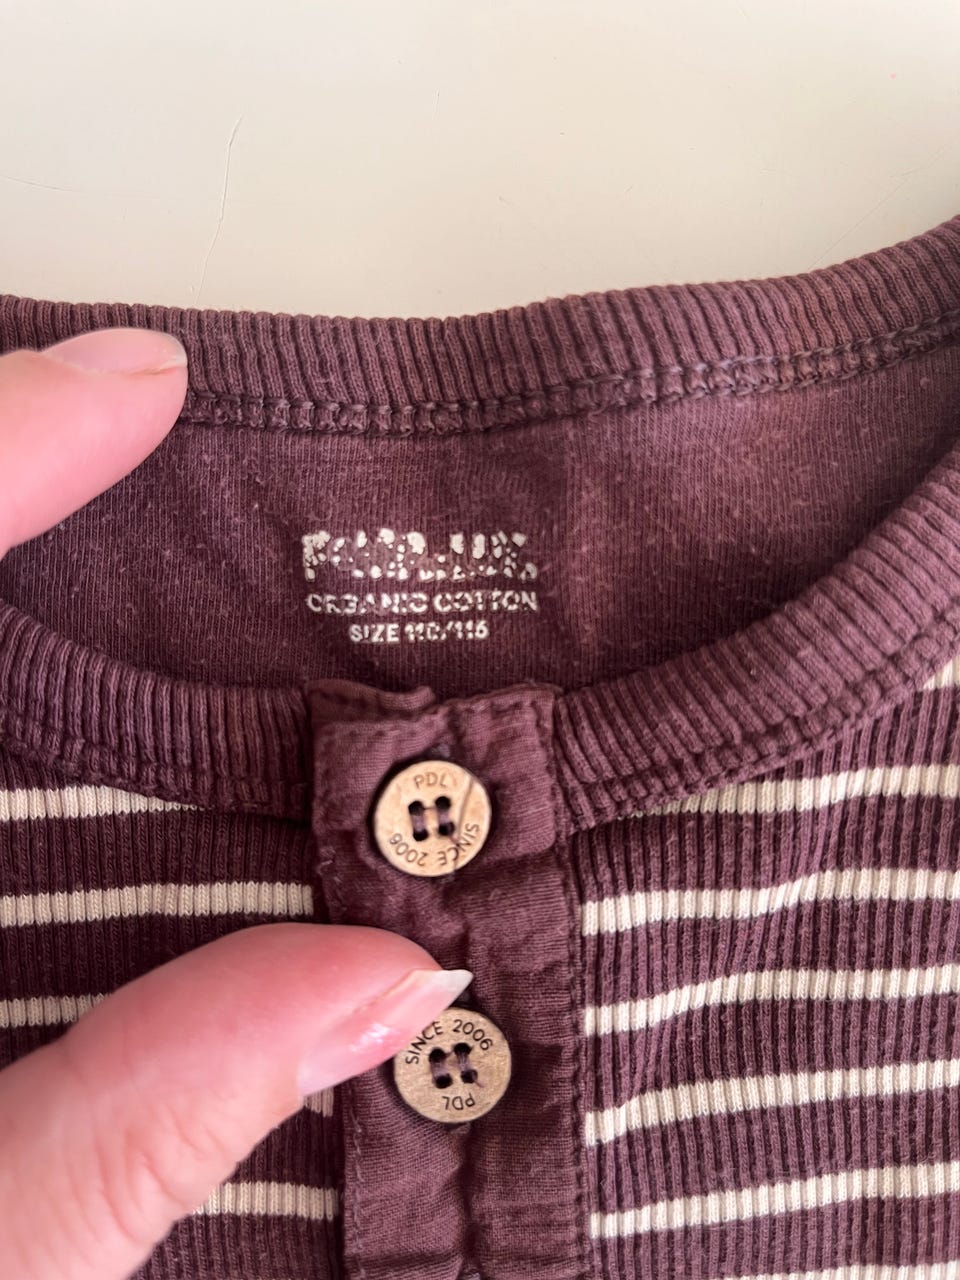 ORGANIC COTTON
SIZE 110/116
PDL
SINCE 2006
SINCE 2006
PDL